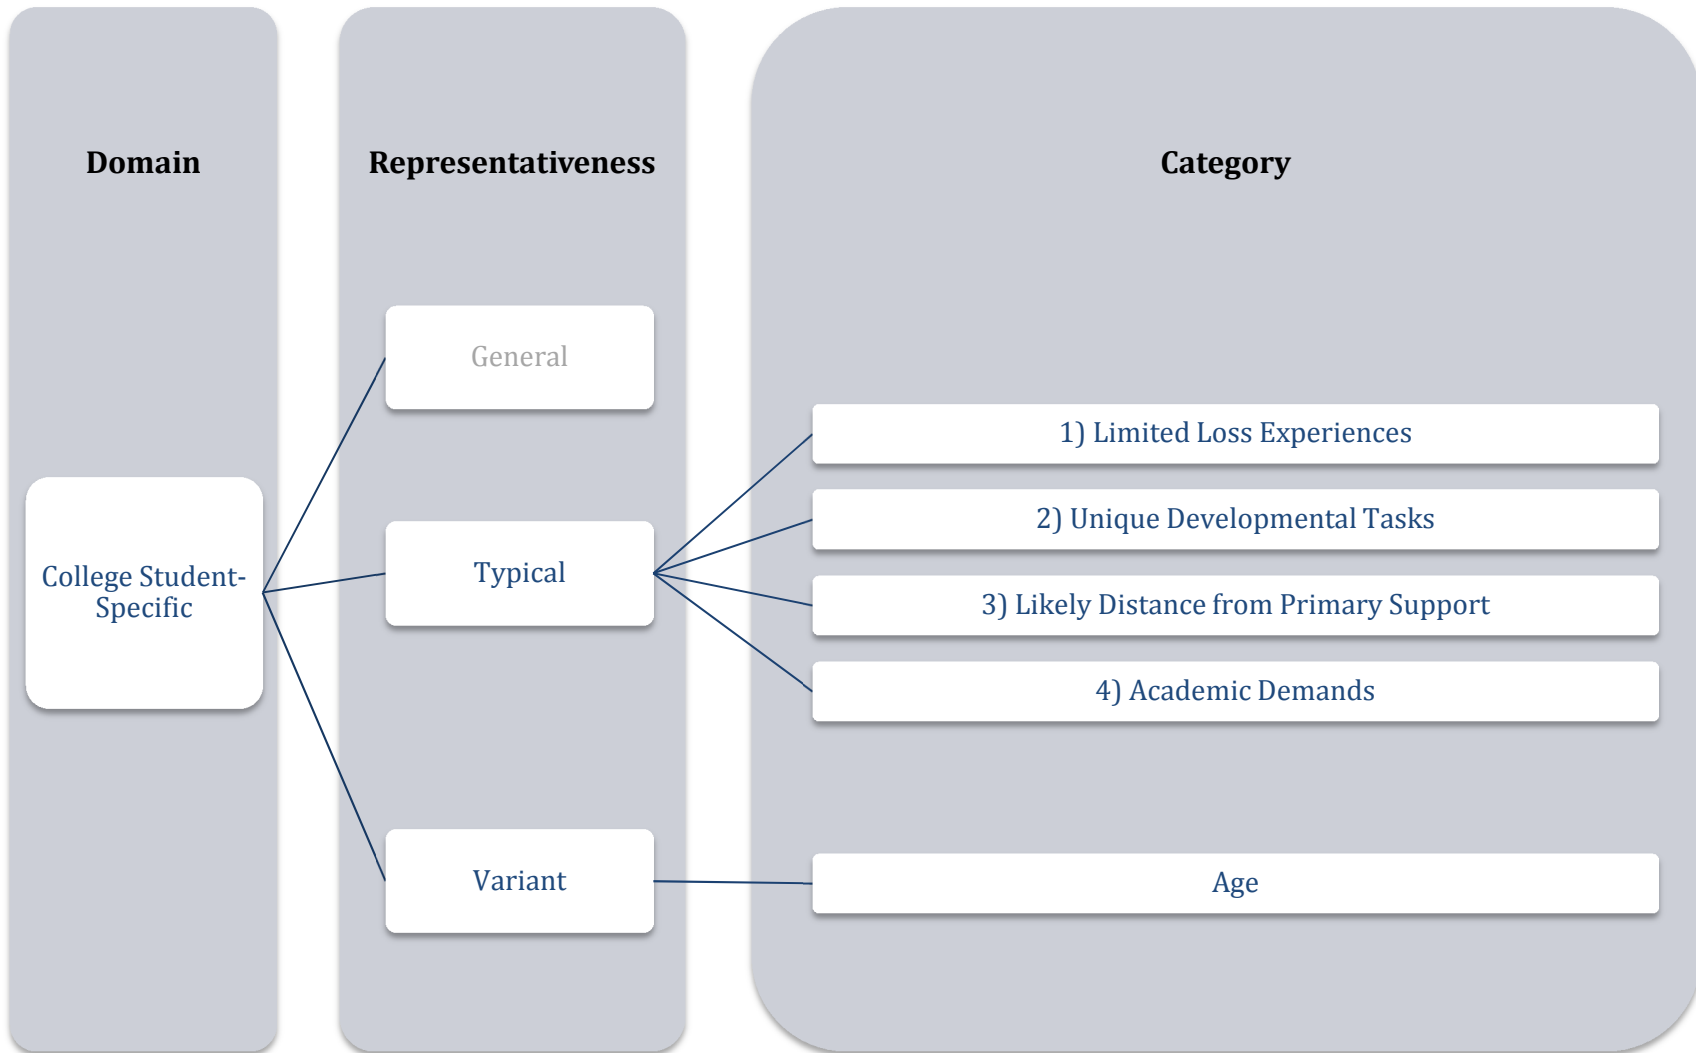 Domain
Representativeness
Category
College Student-
Specific
General
Typical
Variant
1) Limited Loss Experiences
2) Unique Developmental Tasks
3) Likely Distance from Primary Support
4) Academic Demands
Age